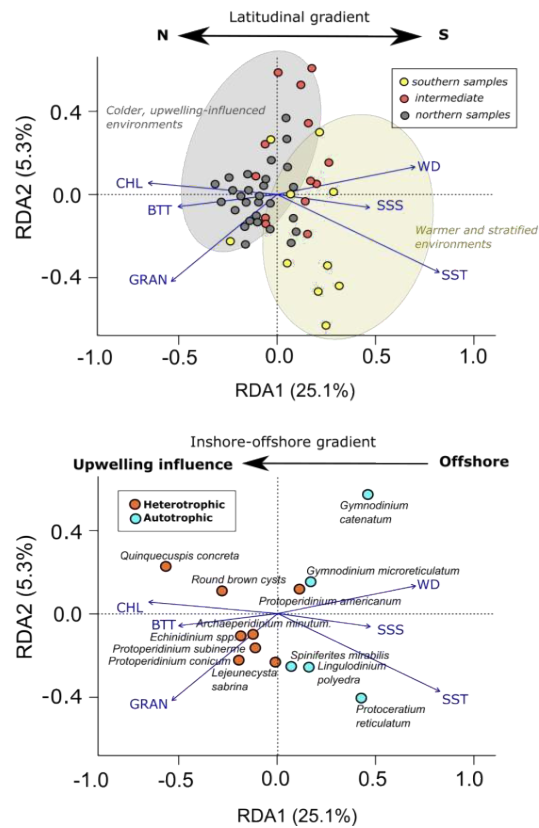 Latitudinal gradient
N S
southern samples
intermediate
northern samples
Colder, upwelling-influenced
environments
Warmer and stratified
environments
CHL
BTT
GRAN
WD
SSS
SST
0.4
0.0
-0.4
RDA2 (5.3%)
-1.0 -0.5 0.0 0.5 1.0
RDA1 (25.1%)
Inshore-offshore gradient
Upwelling influence Offshore
Heterotrophic
Autotrophic
Gymnodinium
catenatum
Quinquecuspis concreta
Round brown cysts
Gymnodinium microreticulatum
Protoperidinium americanum
Archaeperidinium minutum.
Echinidinium spp.
Protoperidinium subinerme
Protoperidinium conicum
Lejeunecysta
sabrina
Spiniferites mirabilis
Lingulodinium
polyedra
Protoceratium
reticulatum
CHL
BTT
GRAN
WD
SSS
SST
0.4
0.0
-0.4
RDA2 (5.3%)
-1.0 -0.5 0.0 0.5 1.0
RDA1 (25.1%)